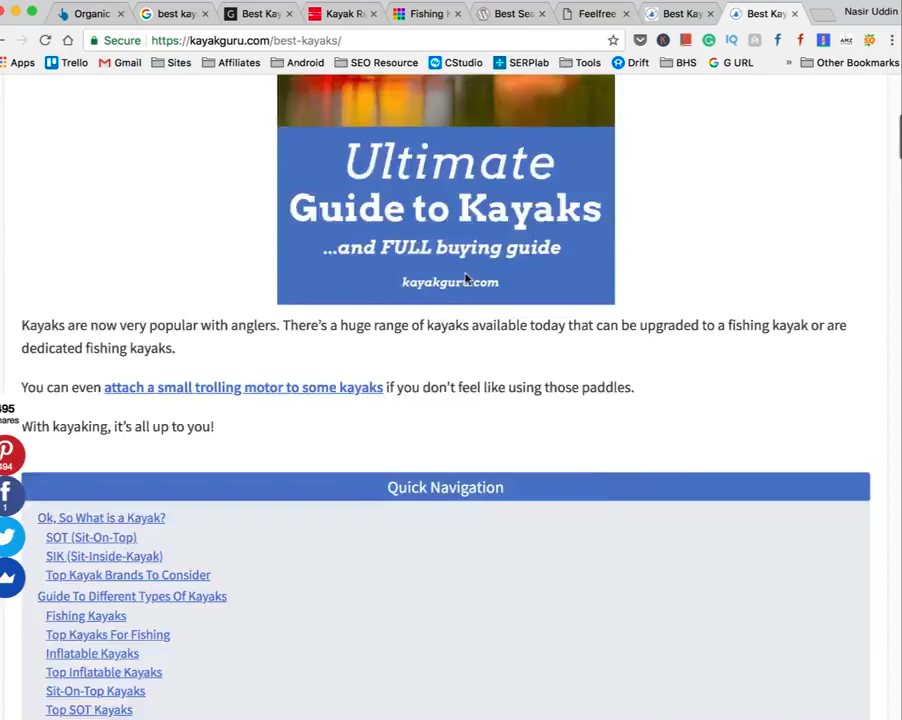 Organic
best kay
Best Kay
Kayak Re
Fishing K
Best Sea
Feelfree
Best Kay
Best Kay
Nasir Uddin
Secure
https://kayakguru.com/best-kayaks/
Apps
Trello
Gmail
Sites
Affiliates
Android
SEO Resource
CStudio
SERPlab
Tools
Drift
BHS
G URL
»
Other Bookmarks
Ultimate
Guide to Kayaks
...and FULL buying guide
kayakguru.com
Kayaks are now very popular with anglers. There's a huge range of kayaks available today that can be upgraded to a fishing kayak or are
dedicated fishing kayaks.
You can even attach a small trolling motor to some kayaks if you don't feel like using those paddles.
With kayaking, it's all up to you!
495
hares
494
1
Quick Navigation
Ok, So What is a Kayak?
SOT (Sit-On-Top)
SIK (Sit-Inside-Kayak)
Top Kayak Brands To Consider
Guide To Different Types Of Kayaks
Fishing Kayaks
Top Kayaks For Fishing
Inflatable Kayaks
Top Inflatable Kayaks
Sit-On-Top Kayaks
Top SOT Kayaks